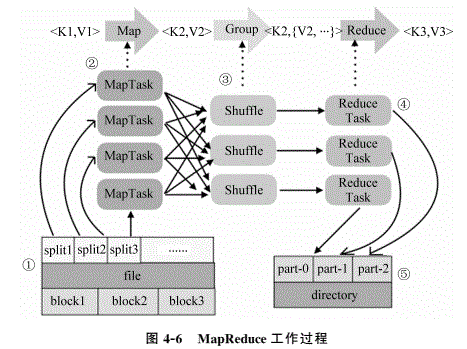 <K1,V1> Map <K2,V2> Group <K2,{V2, ···}> Reduce <K3,V3>
② ③
MapTask
Shuffle Reduce Task ④
MapTask
MapTask Shuffle Reduce Task
MapTask Shuffle Reduce Task
① split1 split2 split3 ······
file
block1 block2 block3
part-0 part-1 part-2 ⑤
directory
图 4-6 MapReduce 工作过程